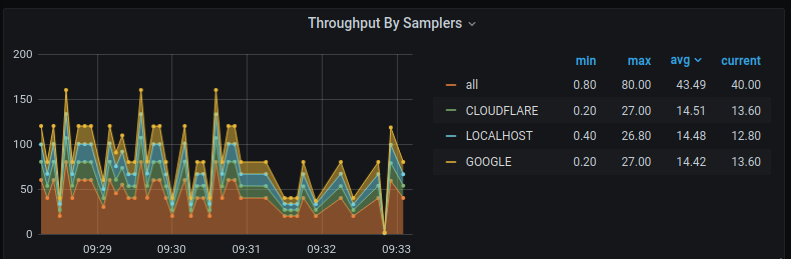 Throughput By Samplers
200
150
100
50
0
09:29 09:30 09:31 09:32 09:33
min max avg current
all 0.80 80.00 43.49 40.00
CLOUDFLARE 0.20 27.00 14.51 13.60
LOCALHOST 0.40 26.80 14.48 12.80
GOOGLE 0.20 27.00 14.42 13.60